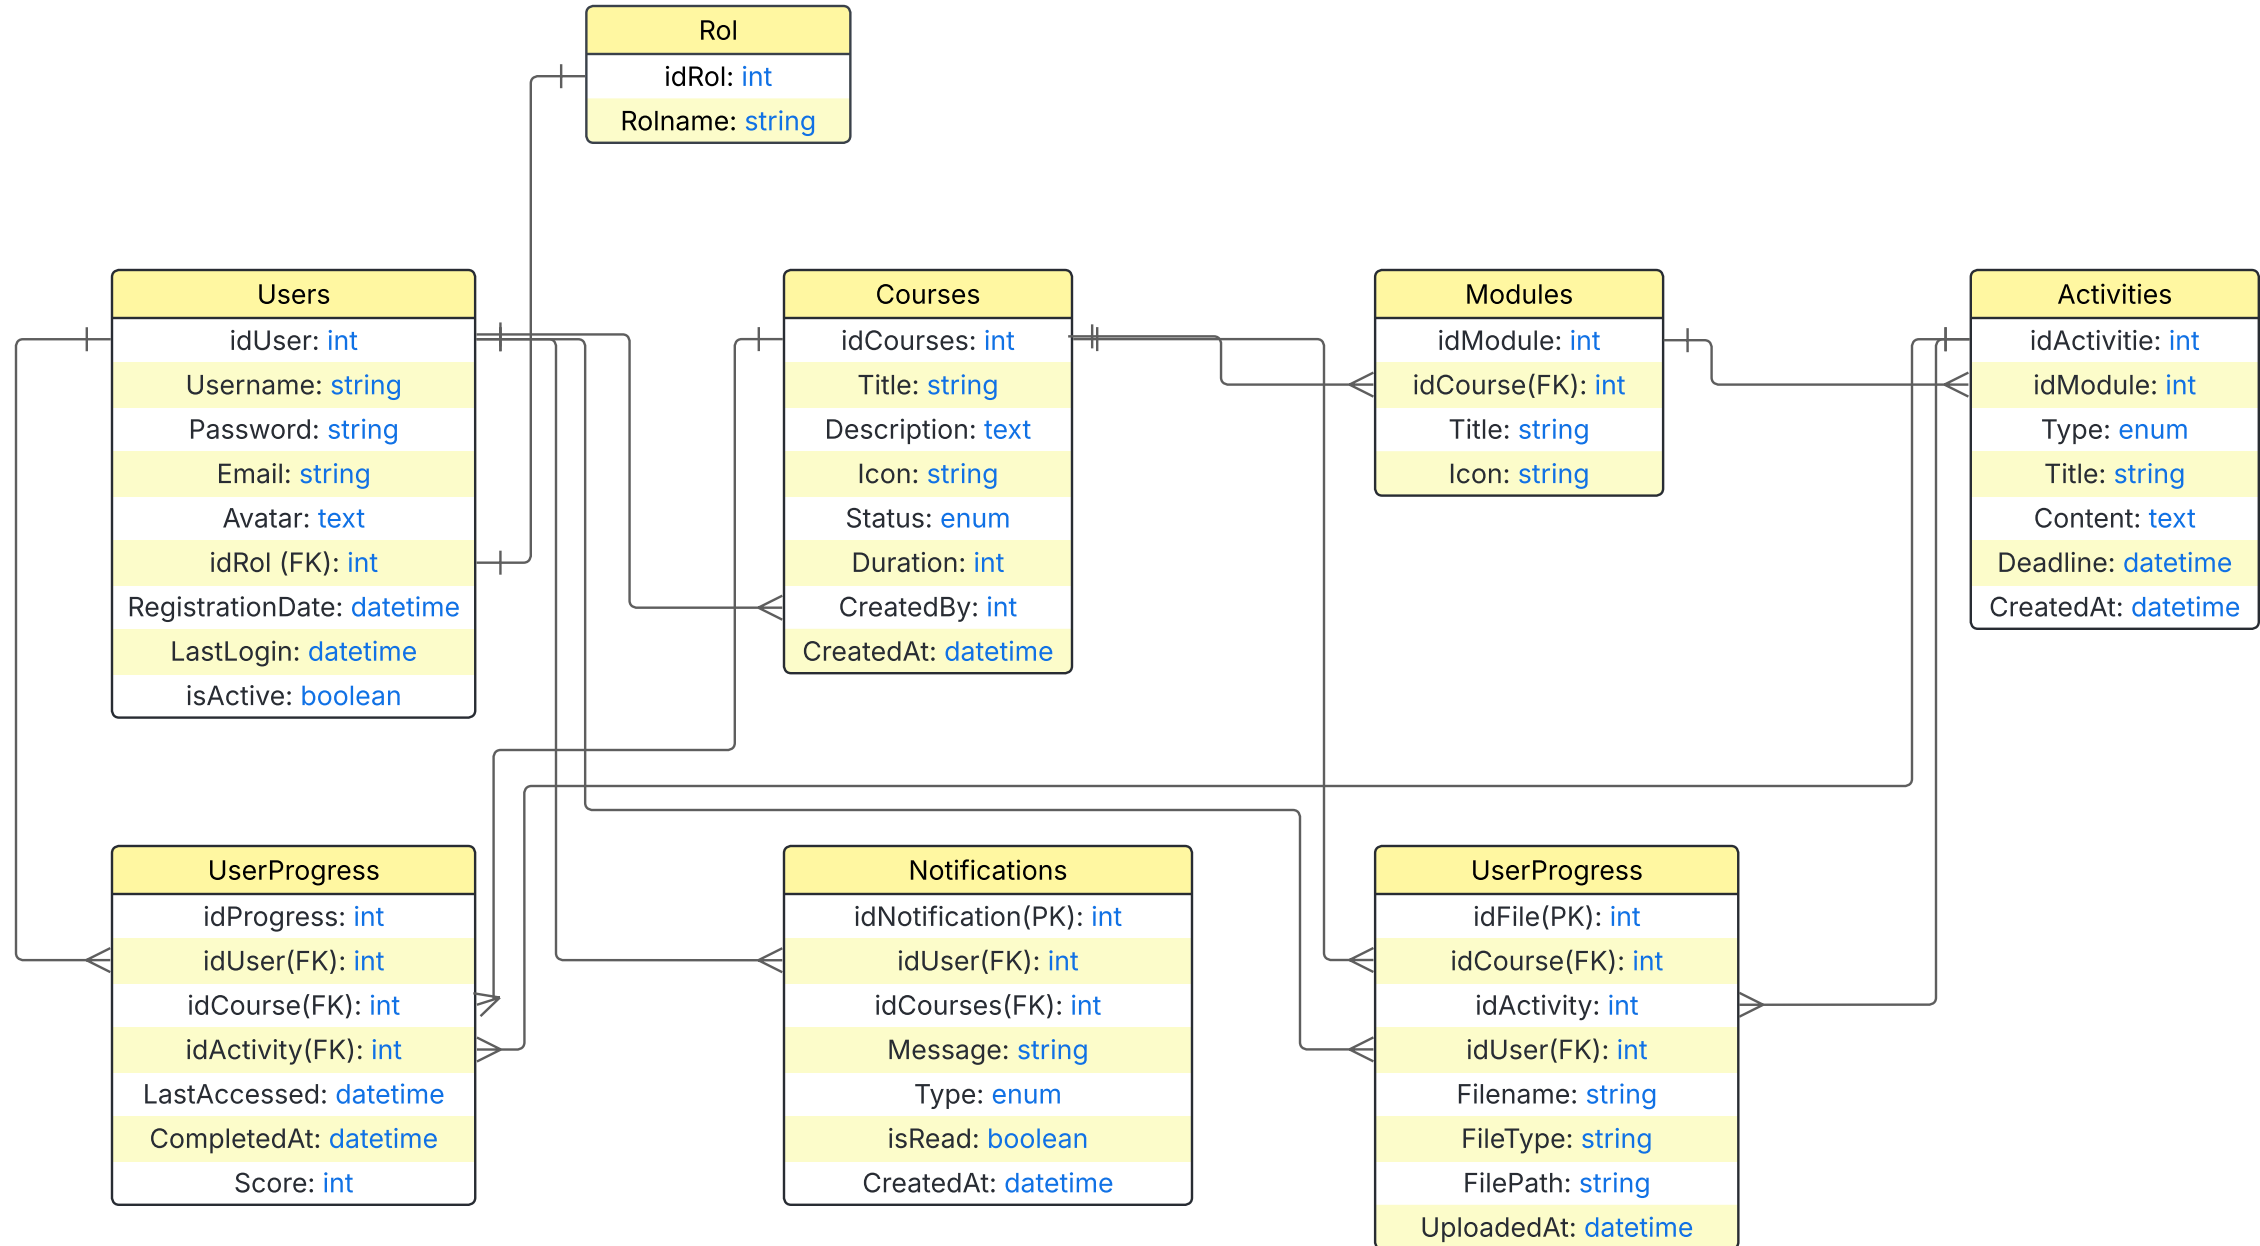 Rol
idRol: int
Rolname: string
Users
idUser: int
Username: string
Password: string
Email: string
Avatar: text
idRol (FK): int
RegistrationDate: datetime
LastLogin: datetime
isActive: boolean
Courses
idCourses: int
Title: string
Description: text
Icon: string
Status: enum
Duration: int
CreatedBy: int
CreatedAt: datetime
Modules
idModule: int
idCourse(FK): int
Title: string
Icon: string
Activities
idActivitie: int
idModule: int
Type: enum
Title: string
Content: text
Deadline: datetime
CreatedAt: datetime
UserProgress
idProgress: int
idUser(FK): int
idCourse(FK): int
idActivity(FK): int
LastAccessed: datetime
CompletedAt: datetime
Score: int
Notifications
idNotification(PK): int
idUser(FK): int
idCourses(FK): int
Message: string
Type: enum
isRead: boolean
CreatedAt: datetime
UserProgress
idFile(PK): int
idCourse(FK): int
idActivity: int
idUser(FK): int
Filename: string
FileType: string
FilePath: string
UploadedAt: datetime